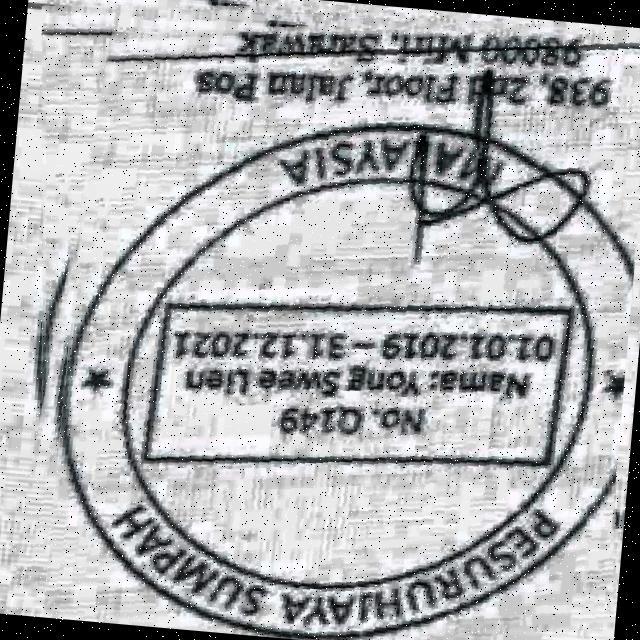 PESURUHJAYA SUMPAH
No. Q149
Nama: Yong Swee Lien
01.01.2019 – 31.12.2021
MALAYSIA
938, 2nd Floor, Jalan Pos
98000 Miri, Sarawak